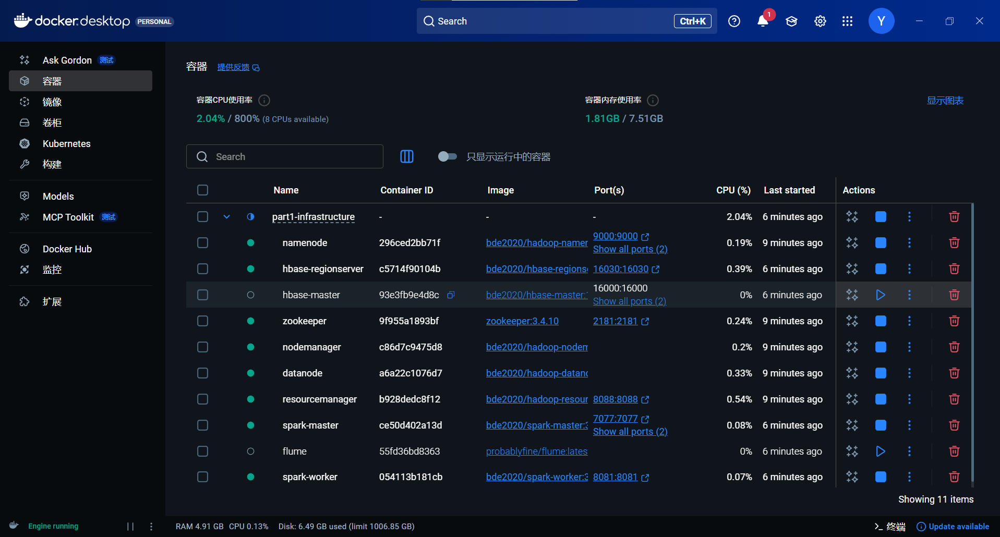 docker.desktop PERSONAL
Search Ctrl+K
1
Y
Ask Gordon 测试
容器
镜像
卷柜
Kubernetes
构建
Models
MCP Toolkit 测试
Docker Hub
监控
扩展
容器 提供反馈
容器CPU使用率
2.04% / 800% (8 CPUs available)
容器内存使用率
1.81GB / 7.51GB
显示图表
Search
只显示运行中的容器
Name Container ID Image Port(s) CPU (%) Last started Actions
part1-infrastructure - - - 2.04% 6 minutes ago
namenode 296ced2bb71f bde2020/hadoop-namer 9000:9000 Show all ports (2) 0.19% 9 minutes ago
hbase-regionserver c5714f90104b bde2020/hbase-regions 16030:16030 0.39% 6 minutes ago
hbase-master 93e3fb9e4d8c bde2020/hbase-master: 16000:16000 Show all ports (2) 0% 6 minutes ago
zookeeper 9f955a1893bf zookeeper:3.4.10 2181:2181 0.24% 9 minutes ago
nodemanager c86d7c9475d8 bde2020/hadoop-nodem 0.2% 9 minutes ago
datanode a6a22c1076d7 bde2020/hadoop-datano 0.33% 9 minutes ago
resourcemanager b928dedc8f12 bde2020/hadoop-resour 8088:8088 0.54% 9 minutes ago
spark-master ce50d402a13d bde2020/spark-master:3 7077:7077 Show all ports (2) 0.08% 6 minutes ago
flume 55fd36bd8363 probablyfine/flume:lates 0% 6 minutes ago
spark-worker 054113b181cb bde2020/spark-worker:3 8081:8081 0.07% 6 minutes ago
Showing 11 items
Engine running
RAM 4.91 GB CPU 0.13% Disk: 6.49 GB used (limit 1006.85 GB)
终端
Update available